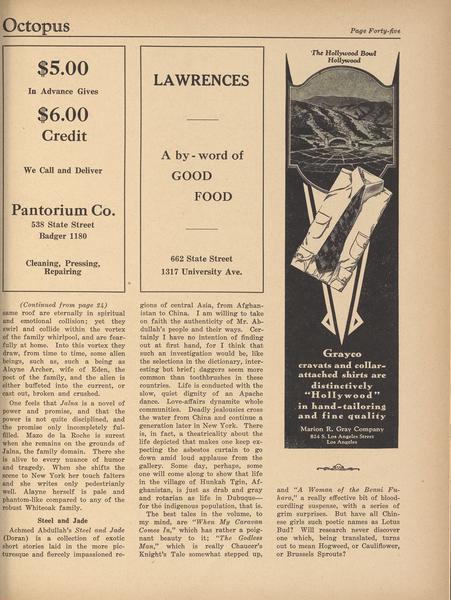 Octopus
Page Forty-five
$5.00
In Advance Gives
$6.00
Credit
We Call and Deliver
Pantorium Co.
538 State Street
Badger 1180
Cleaning, Pressing,
Repairing
LAWRENCES
A by-word of
GOOD
FOOD
662 State Street
1317 University Ave.
The Hollywood Bowl
Hollywood
Grayco
cravats and collar-
attached shirts are
distinctively
"Hollywood"
in hand-tailoring
and fine quality
Marion R. Gray Company
824 S. Los Angeles Street
Los Angeles
(Continued from page 24)
same roof are eternally in spiritual
and emotional collision; yet they
swirl and collide within the vortex
of the family whirlpool, and are fear-
fully at home. Into this vortex they
draw, from time to time, some alien
beings, such as, such a being as
Alayne Archer, wife of Eden, the
poet of the family, and the alien is
either buffeted into the current, or
cast out, broken and crushed.
One feels that Jalna is a novel of
power and promise, and that the
power is not quite disciplined, and
the promise only incompletely ful-
filled. Mazo de la Roche is surest
when she remains on the grounds of
Jalna, the family domain. There she
is alive to every nuance of humor
and tragedy. When she shifts the
scene to New York her touch falters
and she writes only pedestrianly
well. Alayne herself is pale and
phantom-like compared to any of the
robust Whiteoak family.
Steel and Jade
Achmed Abdullah's Steel and Jade
(Doran) is a collection of exotic
short stories laid in the more pic-
turesque and fiercely impassioned re-
gions of central Asia, from Afghan-
istan to China. I am willing to take
on faith the authenticity of Mr. Ab-
dullah's people and their ways. Cer-
tainly I have no intention of finding
out at first hand, for I think that
such an investigation would be, like
the selections in the dictionary, inter-
esting but brief; daggers seem more
common than toothbrushes in these
countries. Life is conducted with the
slow, quiet dignity of an Apache
dance. Love-affairs dynamite whole
communities. Deadly jealousies cross
the water from China and continue a
generation later in New York. There
is, in fact, a theatricality about the
life depicted that makes one keep ex-
pecting the asbestos curtain to go
down amid loud applause from the
gallery. Some day, perhaps, some
one will come along to show that life
in the village of Hunkah Tgin, Af-
ghanistan, is just as drab and gray
and rotarian as life in Dubuque—
for the indigenous population, that is.
The best tales in the volume, to
my mind, are "When My Caravan
Comes In," which has rather a poig-
nant beauty to it; "The Godless
Man," which is really Chaucer's
Knight's Tale somewhat stepped up,
and "A Woman of the Benni Fu-
kara," a really effective bit of blood-
curdling suspense, with a series of
grim surprises. But have all Chin-
ese girls such poetic names as Lotus
Bud? Will research never discover
one which, being translated, turns
out to mean Hogweed, or Cauliflower,
or Brussels Sprouts?